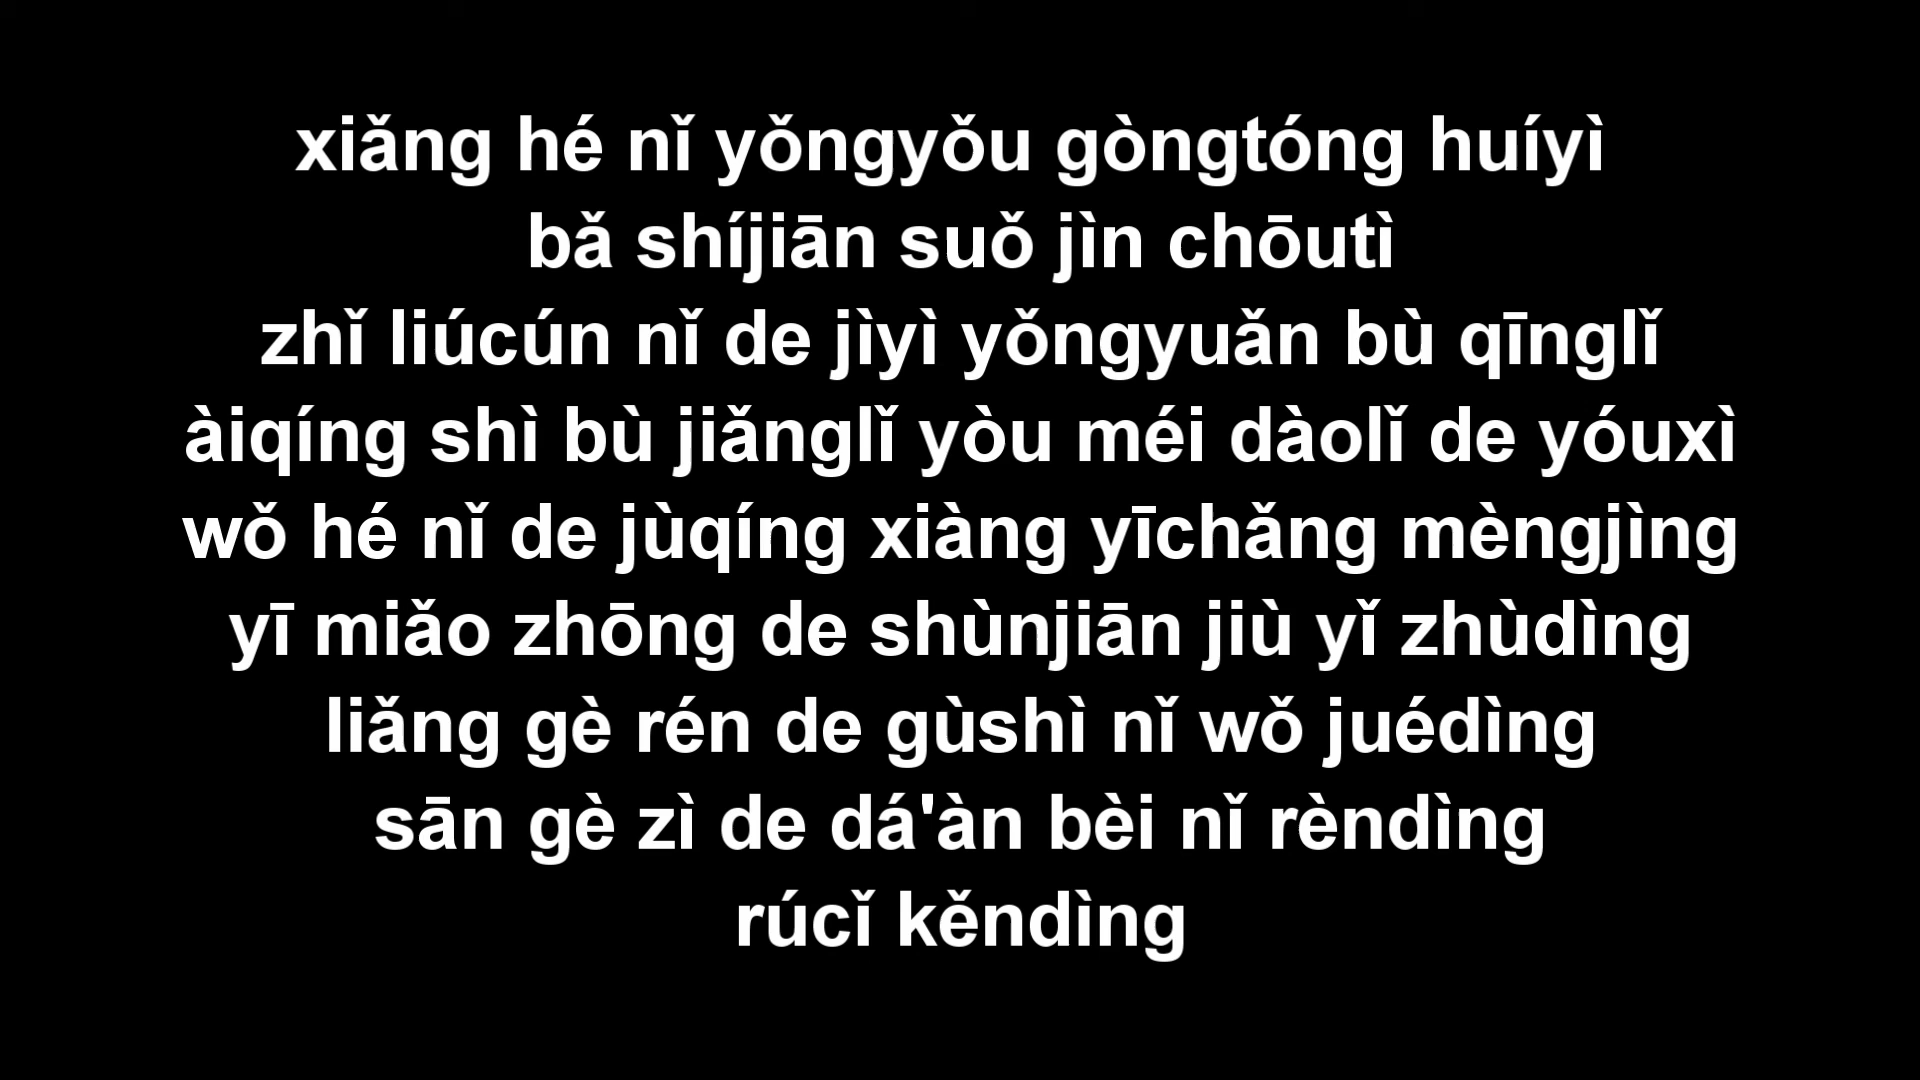 xiǎng hé nǐ yǒngyǒu gòngtóng huíyì
bǎ shíjiān suǒ jìn chōutì
zhǐ liúcún nǐ de jìyì yǒngyuǎn bù qīnglǐ
àiqíng shì bù jiǎnglǐ yòu méi dàolǐ de yóuxì
wǒ hé nǐ de jùqíng xiàng yīchǎng mèngjìng
yī miǎo zhōng de shùnjiān jiù yǐ zhùdìng
liǎng gè rén de gùshì nǐ wǒ juédìng
sān gè zì de dá'àn bèi nǐ rèndìng
rúcǐ kěndìng